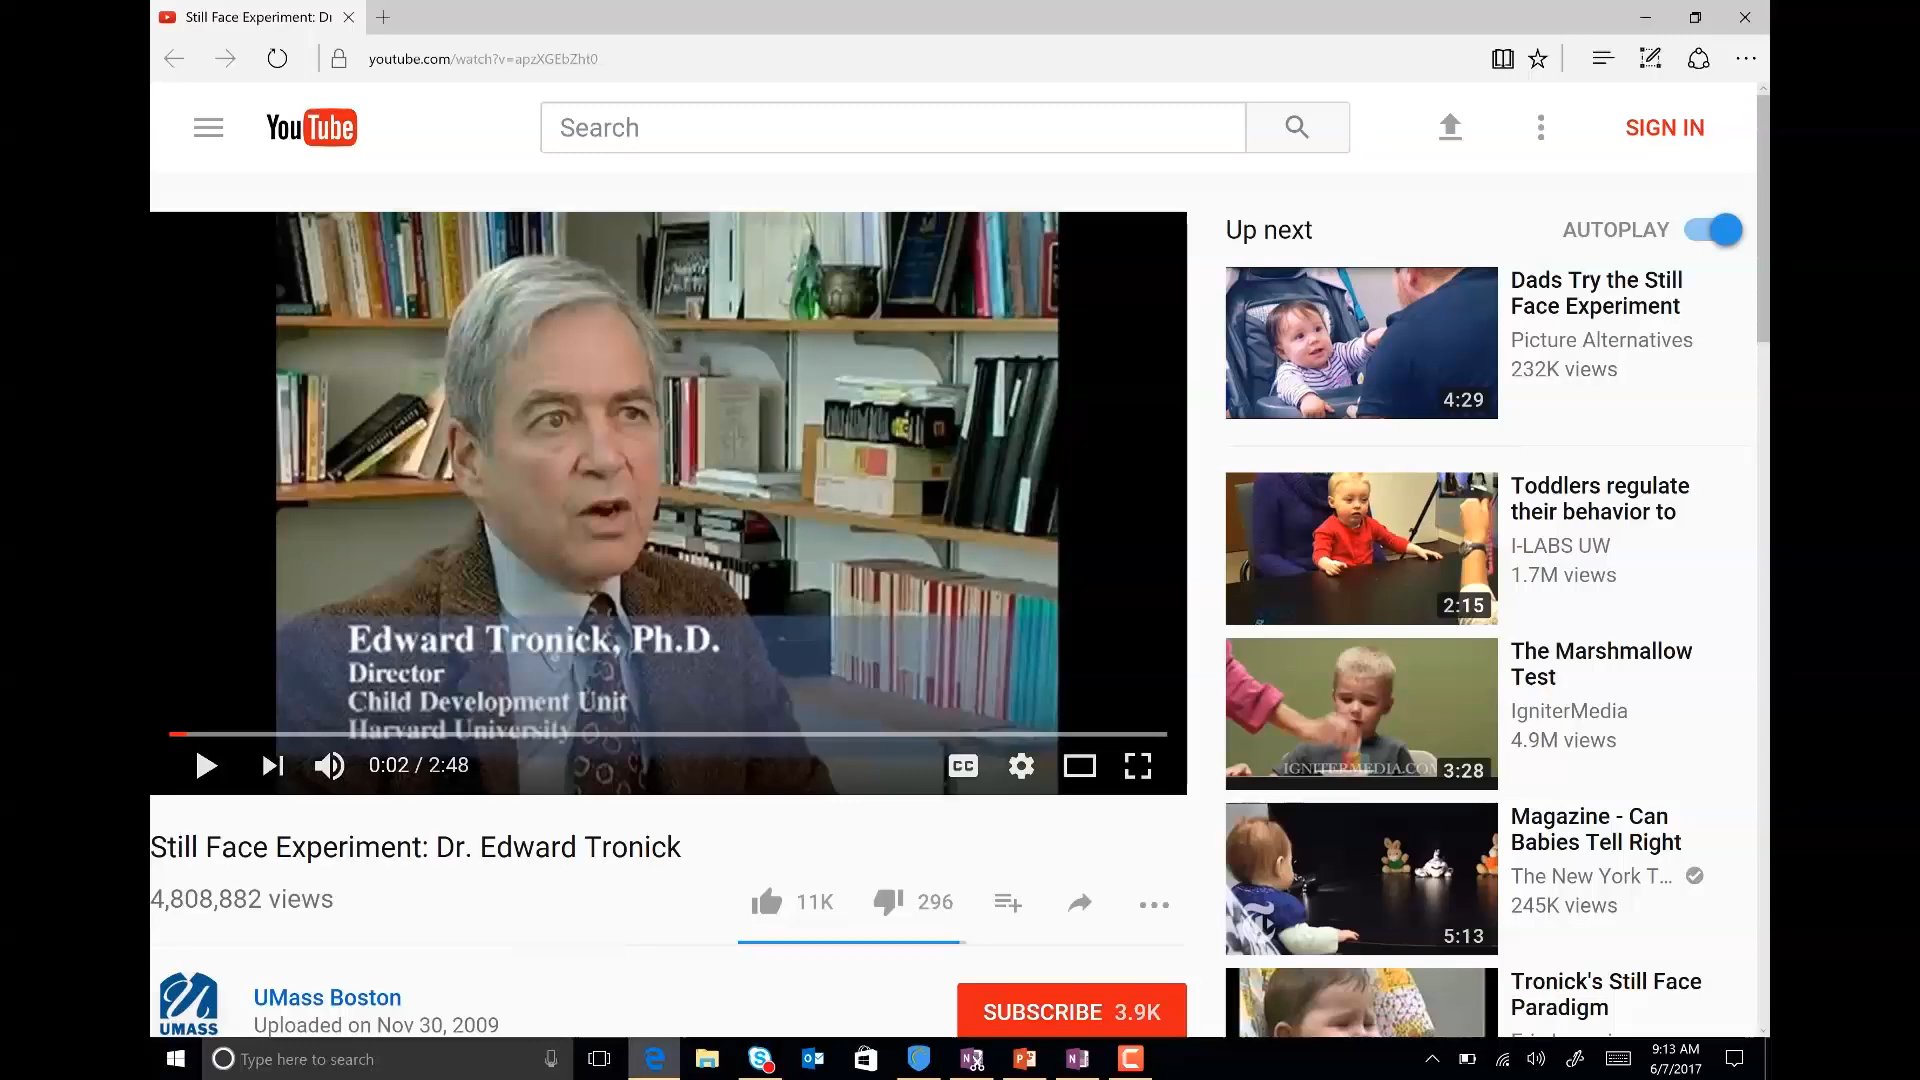 Still Face Experiment: Dr
youtube.com/watch?v=apzXGEbZht0
YouTube
Search
SIGN IN
Edward Tronick, Ph.D.
Director
Child Development Unit
Harvard University
0:02 / 2:48
CC
Still Face Experiment: Dr. Edward Tronick
4,808,882 views
11K
296
UMASS
UMass Boston
Uploaded on Nov 30, 2009
SUBSCRIBE 3.9K
Up next
AUTOPLAY
4:29
Dads Try the Still
Face Experiment
Picture Alternatives
232K views
2:15
Toddlers regulate
their behavior to
I-LABS UW
1.7M views
IGNITERMEDIA.COM
3:28
The Marshmallow
Test
IgniterMedia
4.9M views
5:13
Magazine - Can
Babies Tell Right
The New York T...
245K views
Tronick's Still Face
Paradigm
Type here to search
9:13 AM
6/7/2017